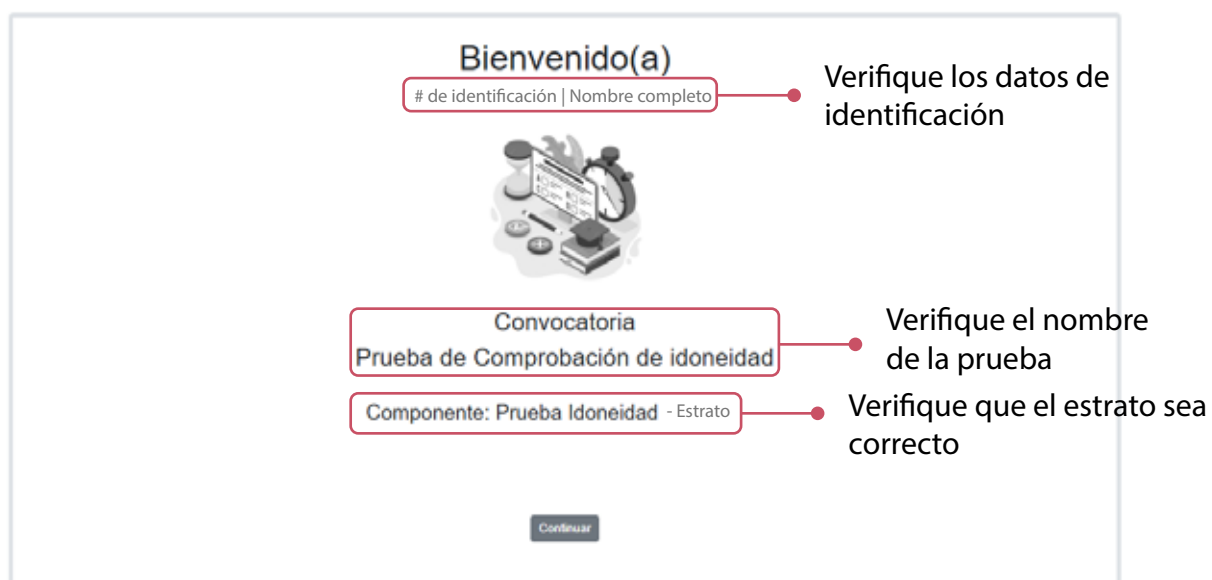 Bienvenido(a)
# de identificación | Nombre completo
Verifique los datos de
identificación
Convocatoria
Prueba de Comprobación de idoneidad
Verifique el nombre
de la prueba
Componente: Prueba Idoneidad - Estrato
Verifique que el estrato sea
correcto
Continuar